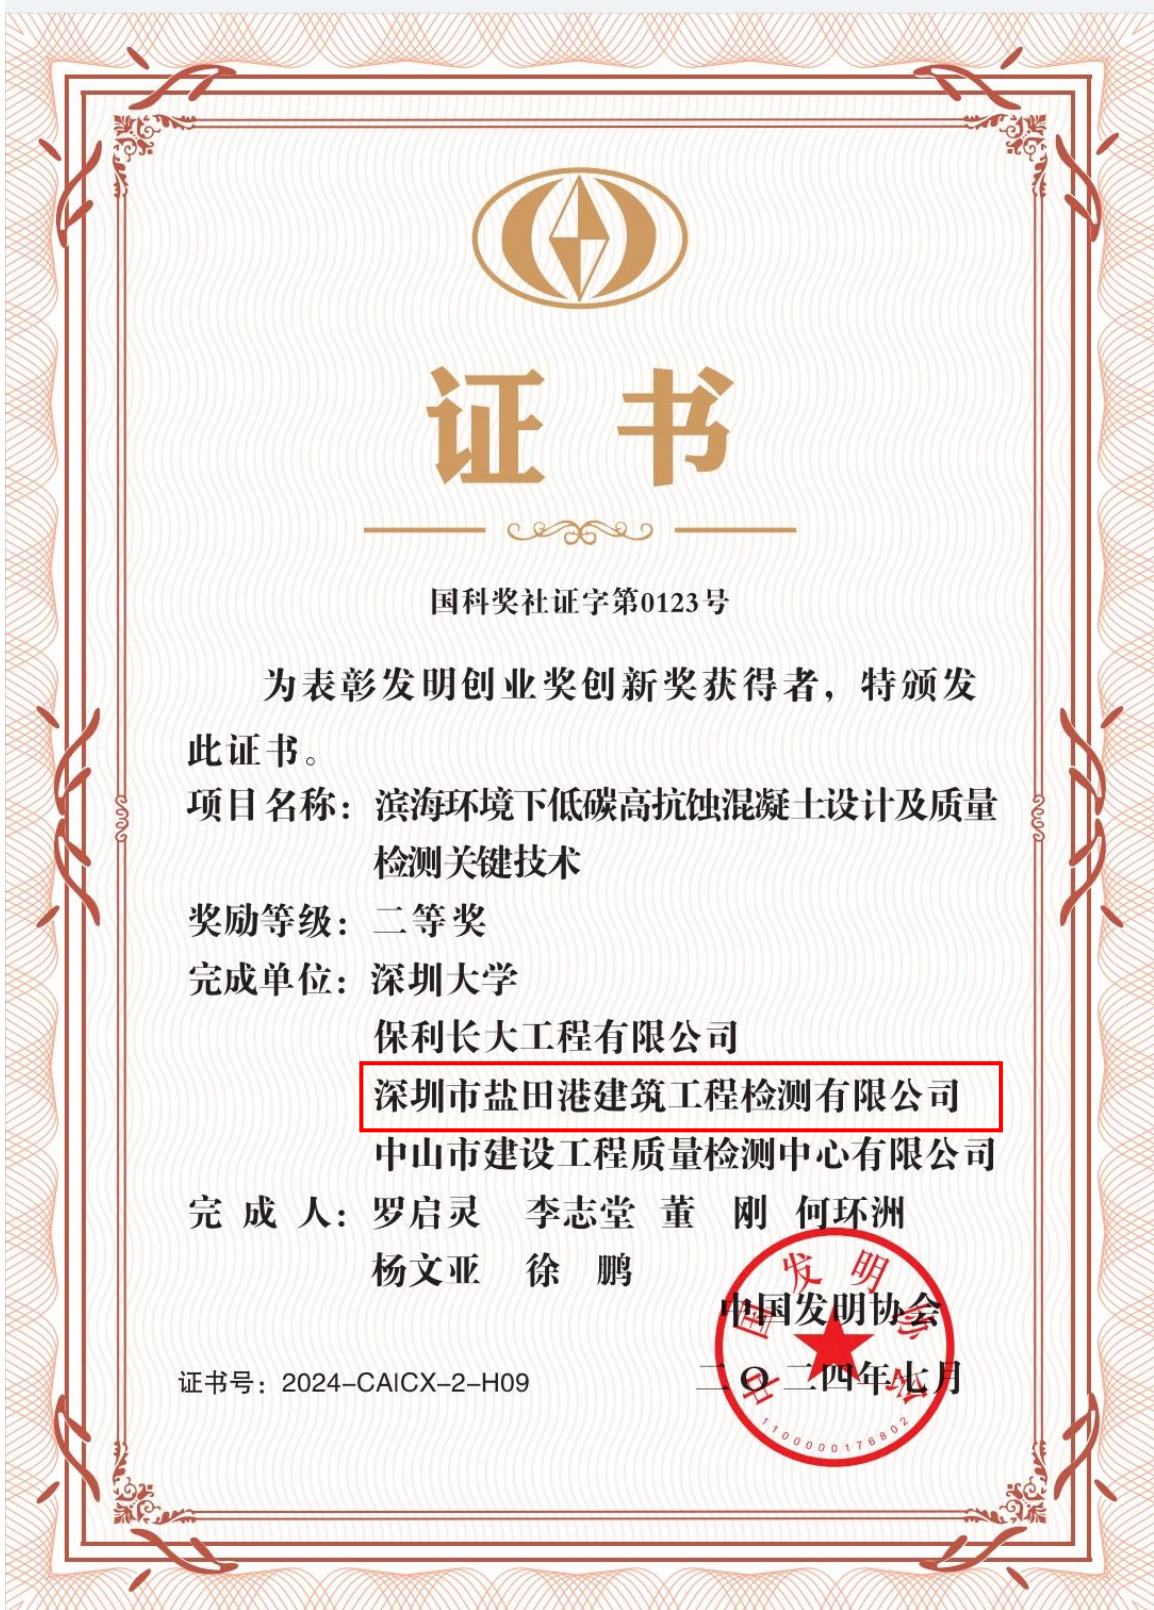 证 书
国科奖社证字第0123号
为表彰发明创业奖创新奖获得者，特颁发
此证书。
项目名称：滨海环境下低碳高抗蚀混凝土设计及质量
检测关键技术
奖励等级：二等奖
完成单位：深圳大学
保利长大工程有限公司
深圳市盐田港建筑工程检测有限公司
中山市建设工程质量检测中心有限公司
完 成 人：罗启灵 李志堂 董 刚 何环洲
杨文亚 徐 鹏
中国发明协会
中国发明协会
二〇二四年七月
1100000176802
证书号：2024-CAICX-2-H09